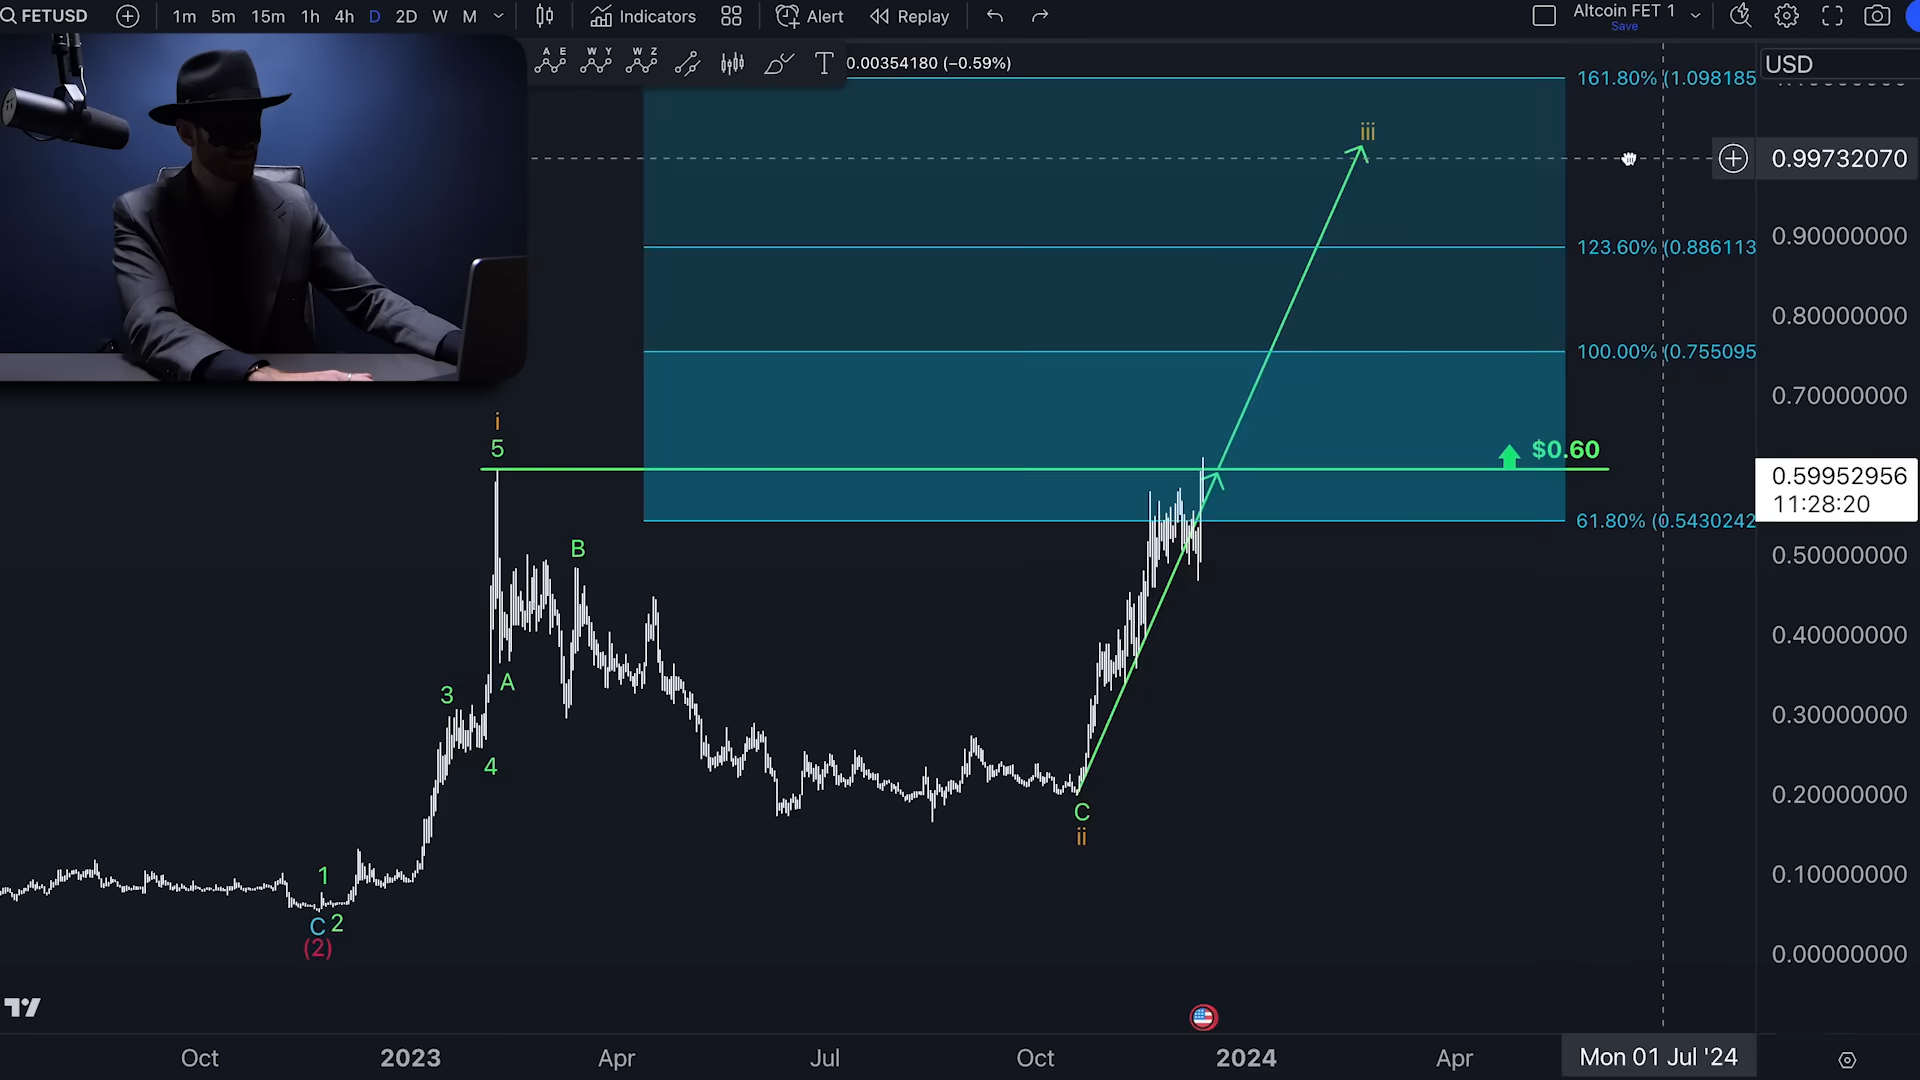 FETUSD 1m 5m 15m 1h 4h D 2D W M Indicators Alert Replay Altcoin FET 1
Save
A E W Y W Z T 0.00354180 (−0.59%)
USD
161.80% (1.098185
iii
0.99732070
123.60% (0.886113
0.90000000
0.80000000
100.00% (0.755095
0.70000000
i
5
$0.60
0.59952956
11:28:20
61.80% (0.5430242
B
0.50000000
0.40000000
A
3
0.30000000
4
0.20000000
C
ii
1
0.10000000
C 2
(2)
0.00000000
Oct 2023 Apr Jul Oct 2024 Apr Mon 01 Jul '24